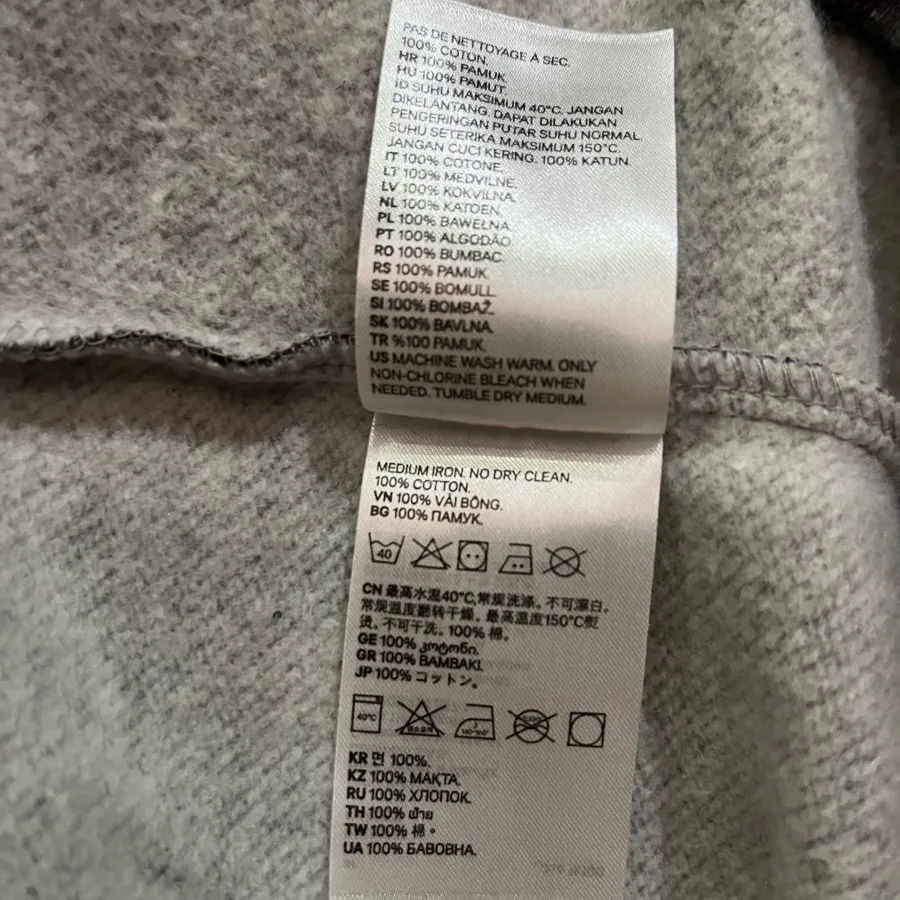 PAS DE NETTOYAGE À SEC.
100% COTON.
HR 100% PAMUK.
HU 100% PAMUT.
ID SUHU MAKSIMUM 40°C. JANGAN
DIKELANTANG. DAPAT DILAKUKAN
PENGERINGAN PUTAR SUHU NORMAL.
SUHU SETERIKA MAKSIMUM 150°C.
JANGAN CUCI KERING. 100% KATUN.
IT 100% COTONE.
LT 100% MEDVILNĖ.
LV 100% KOKVILNA.
NL 100% KATOEN.
PL 100% BAWEŁNA.
PT 100% ALGODÃO
RO 100% BUMBAC.
RS 100% PAMUK
SE 100% BOMULL
SI 100% BOMBAŽ.
SK 100% BAVLNA.
TR %100 PAMUK.
US MACHINE WASH WARM. ONLY
NON-CHLORINE BLEACH WHEN
NEEDED. TUMBLE DRY MEDIUM.
MEDIUM IRON. NO DRY CLEAN.
100% COTTON.
VN 100% VẢI BÔNG.
BG 100% ПАМУК.
40
CN 最高水温40°C,常规洗涤。不可漂白。
常规温度翻转干燥。最高温度150°C熨
烫。不可干洗。100% 棉。
GE 100% კოტონი.
GR 100% ΒΑΜΒΑΚΙ.
JP 100% コットン。
40°C
KR 면 100%.
KZ 100% МАКТА.
RU 100% ХЛОПОК.
TH 100% ฝ้าย
TW 100% 棉。
UA 100% БАВОВНА.